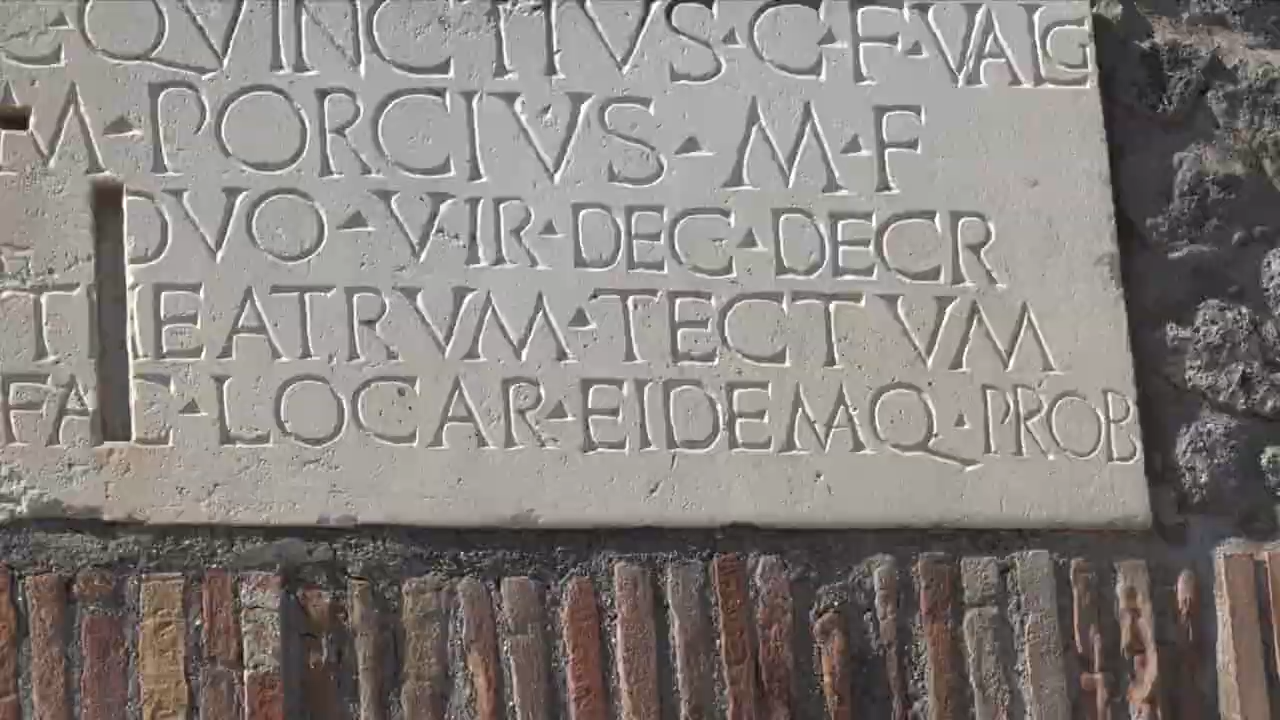 C·QVINCTIVS·C·F·VALG
M·PORCIVS·M·F
DVO·VIR·DEC·DECR
THEATRVM·TECTVM
FAC·LOCAR·EIDEMQ·PROB